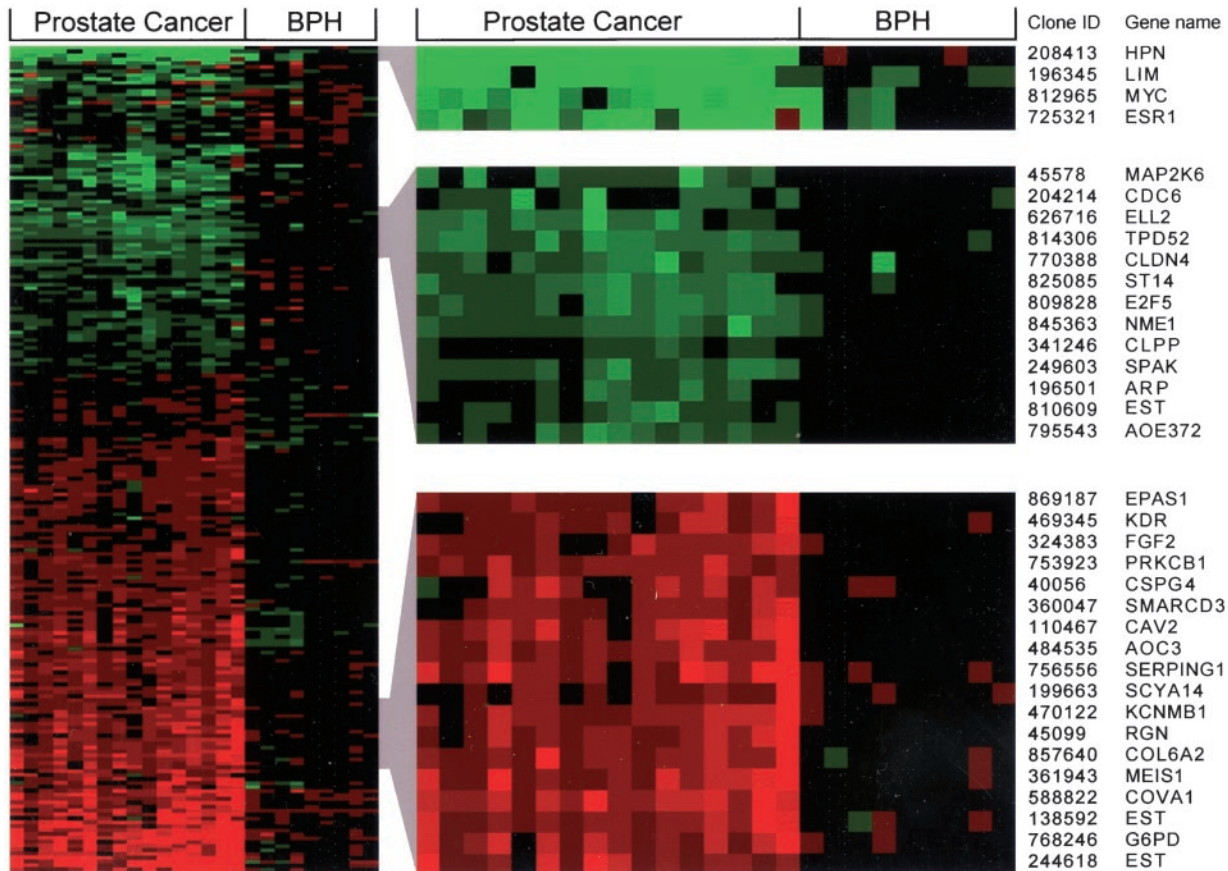 Prostate Cancer BPH Prostate Cancer BPH Clone ID Gene name
208413 HPN
196345 LIM
812965 MYC
725321 ESR1
45578 MAP2K6
204214 CDC6
626716 ELL2
814306 TPD52
770388 CLDN4
825085 ST14
809828 E2F5
845363 NME1
341246 CLPP
249603 SPAK
196501 ARP
810609 EST
795543 AOE372
869187 EPAS1
469345 KDR
324383 FGF2
753923 PRKCB1
40056 CSPG4
360047 SMARCD3
110467 CAV2
484535 AOC3
756556 SERPING1
199663 SCYA14
470122 KCNMB1
45099 RGN
857640 COL6A2
361943 MEIS1
588822 COVA1
138592 EST
768246 G6PD
244618 EST